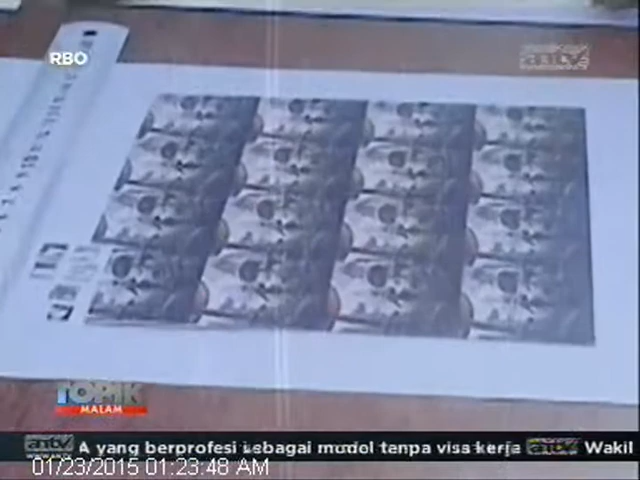 RBO
antv
TOPIK
MALAM
antv A yang berprofesi sebagai model tanpa visa kerja antv Wakil
01/23/2015 01:23:48 AM